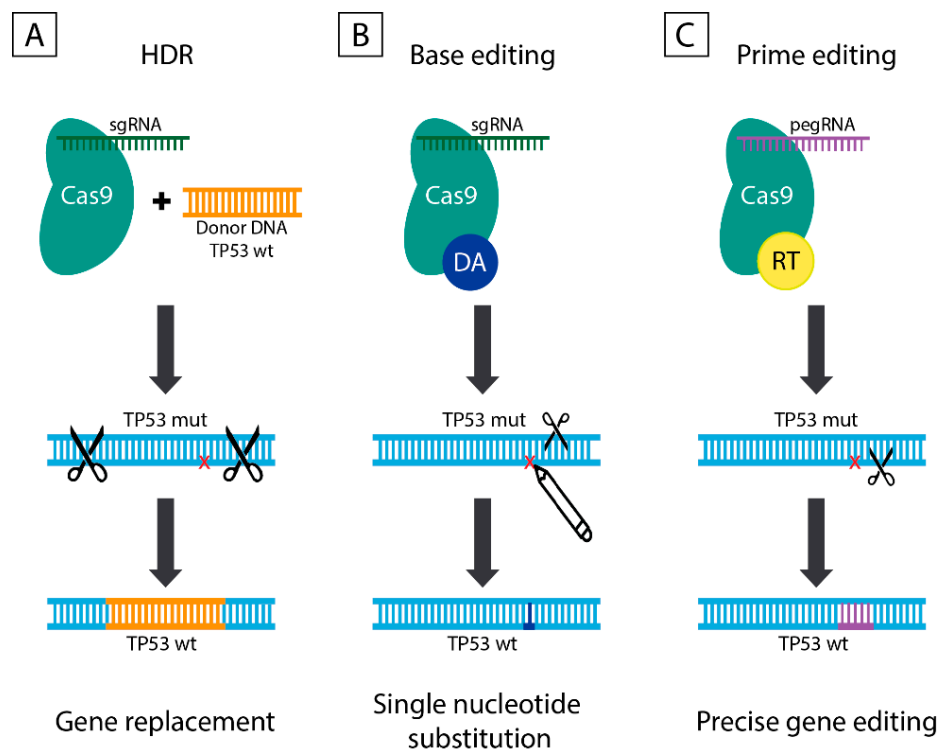 A
HDR
sgRNA
Cas9
Donor DNA
TP53 wt
TP53 mut
X
TP53 wt
Gene replacement
B
Base editing
sgRNA
Cas9
DA
TP53 mut
X
TP53 wt
Single nucleotide
substitution
C
Prime editing
pegRNA
Cas9
RT
TP53 mut
X
TP53 wt
Precise gene editing